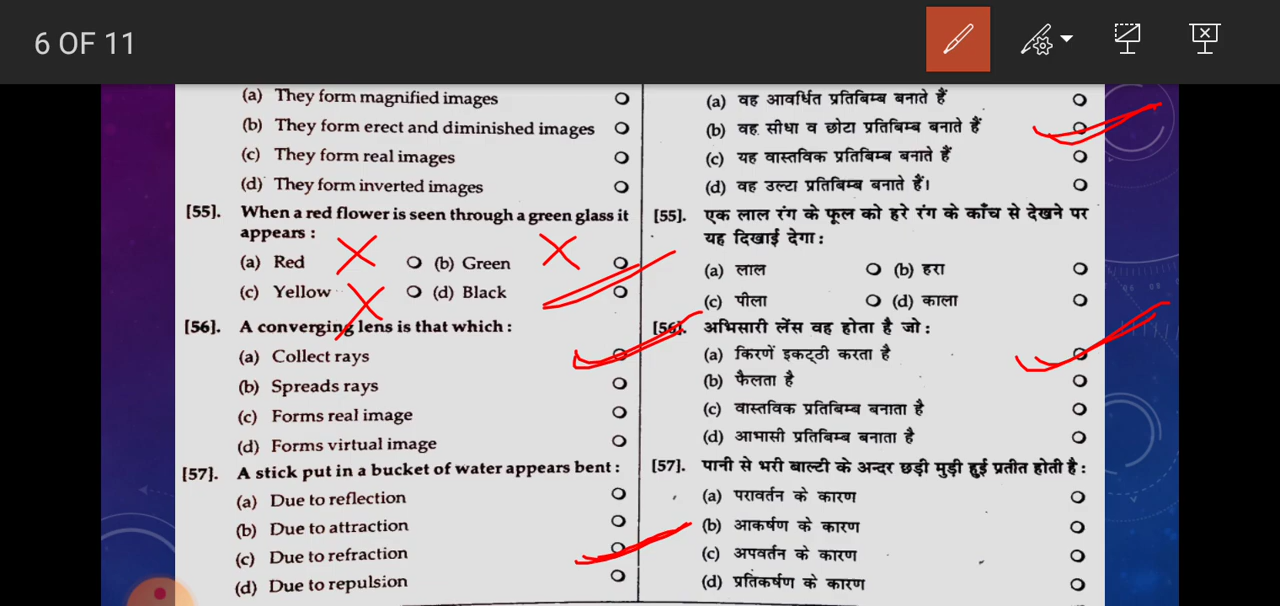 6 OF 11
(a) They form magnified images
(b) They form erect and diminished images
(c) They form real images
(d) They form inverted images
[55]. When a red flower is seen through a green glass it
appears :
(a) Red (b) Green
(c) Yellow (d) Black
[56]. A converging lens is that which :
(a) Collect rays
(b) Spreads rays
(c) Forms real image
(d) Forms virtual image
[57]. A stick put in a bucket of water appears bent :
(a) Due to reflection
(b) Due to attraction
(c) Due to refraction
(d) Due to repulsion
(a) वह आवर्धित प्रतिबिम्ब बनाते हैं
(b) वह सीधा व छोटा प्रतिबिम्ब बनाते हैं
(c) यह वास्तविक प्रतिबिम्ब बनाते हैं
(d) वह उल्टा प्रतिबिम्ब बनाते हैं।
[55]. एक लाल रंग के फूल को हरे रंग के काँच से देखने पर
यह दिखाई देगा :
(a) लाल (b) हरा
(c) पीला (d) काला
[56]. अभिसारी लेंस वह होता है जो :
(a) किरणें इकट्ठी करता है
(b) फैलता है
(c) वास्तविक प्रतिबिम्ब बनाता है
(d) आभासी प्रतिबिम्ब बनाता है
[57]. पानी से भरी बाल्टी के अन्दर छड़ी मुड़ी हुई प्रतीत होती है :
(a) परावर्तन के कारण
(b) आकर्षण के कारण
(c) अपवर्तन के कारण
(d) प्रतिकर्षण के कारण